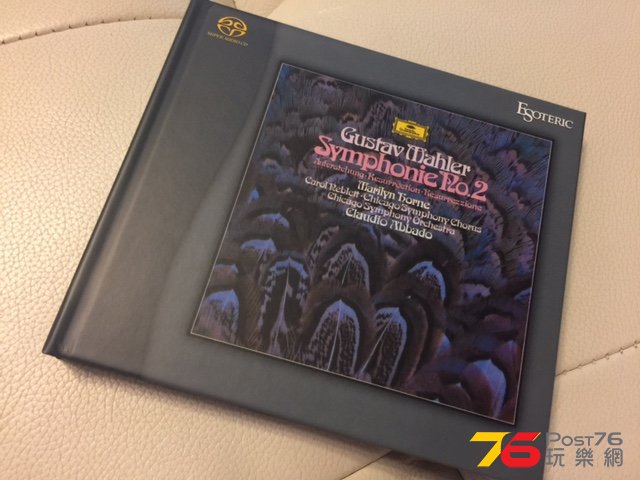 SUPER AUDIO CD
ESOTERIC
Gustav Mahler
Symphonie No.2
Auferstehung · Resurrection · Résurrection
Marilyn Horne
Carol Neblett · Chicago Symphony Chorus
Chicago Symphony Orchestra
Claudio Abbado
76 POST76
玩樂網